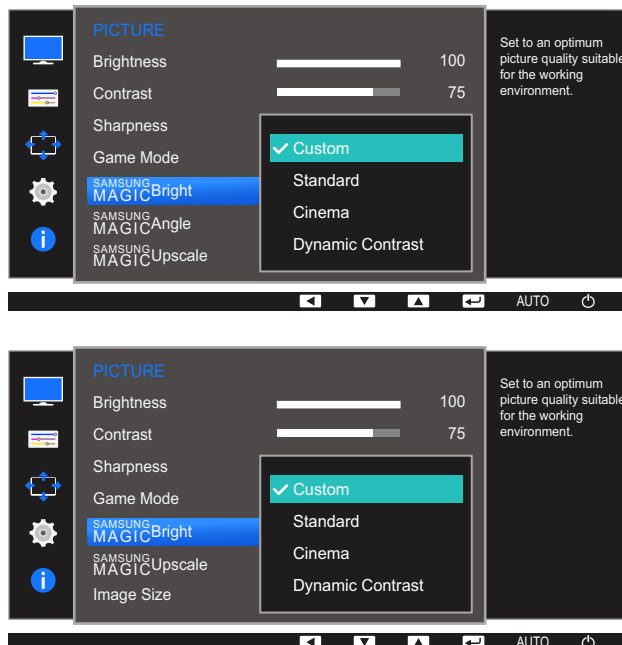 PICTURE
Brightness 100
Contrast 75
Sharpness
Game Mode
SAMSUNG
MAGICBright
SAMSUNG
MAGICAngle
SAMSUNG
MAGICUpscale
Custom
Standard
Cinema
Dynamic Contrast
Set to an optimum
picture quality suitable
for the working
environment.
AUTO
PICTURE
Brightness 100
Contrast 75
Sharpness
Game Mode
SAMSUNG
MAGICBright
SAMSUNG
MAGICUpscale
Image Size
Custom
Standard
Cinema
Dynamic Contrast
Set to an optimum
picture quality suitable
for the working
environment.
AUTO